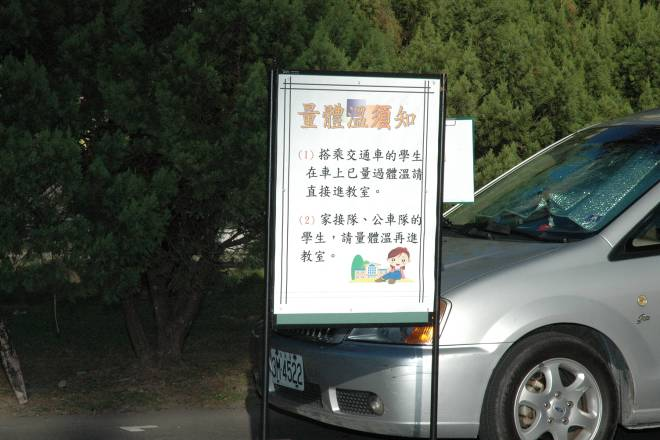 量體溫須知
(1) 搭乘交通車的學生
在車上已量過體溫請
直接進教室。
(2) 家接隊、公車隊的
學生，請量體溫再進
教室。
4522